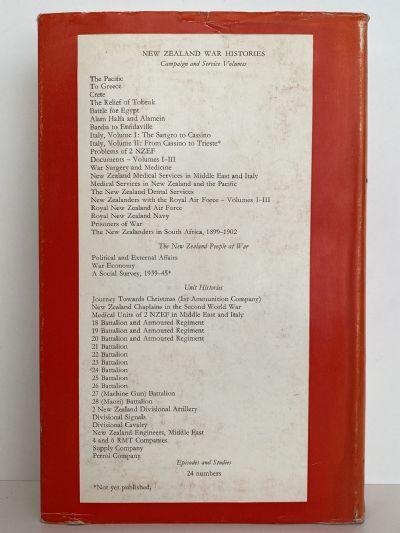 NEW ZEALAND WAR HISTORIES
Campaign and Service Volumes
The Pacific
To Greece
Crete
The Relief of Tobruk
Battle for Egypt
Alam Halfa and Alamein
Bardia to Enfidaville
Italy, Volume I: The Sangro to Cassino
Italy, Volume II: From Cassino to Trieste*
Problems of 2 NZEF
Documents – Volumes I–III
War Surgery and Medicine
New Zealand Medical Services in Middle East and Italy
Medical Services in New Zealand and the Pacific
The New Zealand Dental Services
New Zealanders with the Royal Air Force – Volumes I–III
Royal New Zealand Air Force
Royal New Zealand Navy
Prisoners of War
The New Zealanders in South Africa, 1899–1902
The New Zealand People at War
Political and External Affairs
War Economy
A Social Survey, 1939–45*
Unit Histories
Journey Towards Christmas (1st Ammunition Company)
New Zealand Chaplains in the Second World War
Medical Units of 2 NZEF in Middle East and Italy
18 Battalion and Armoured Regiment
19 Battalion and Armoured Regiment
20 Battalion and Armoured Regiment
21 Battalion
22 Battalion
23 Battalion
24 Battalion
25 Battalion
26 Battalion
27 (Machine Gun) Battalion
28 (Maori) Battalion
2 New Zealand Divisional Artillery
Divisional Signals
Divisional Cavalry
New Zealand Engineers, Middle East
4 and 6 RMT Companies
Supply Company
Petrol Company
Episodes and Studies
24 numbers
*Not yet published.